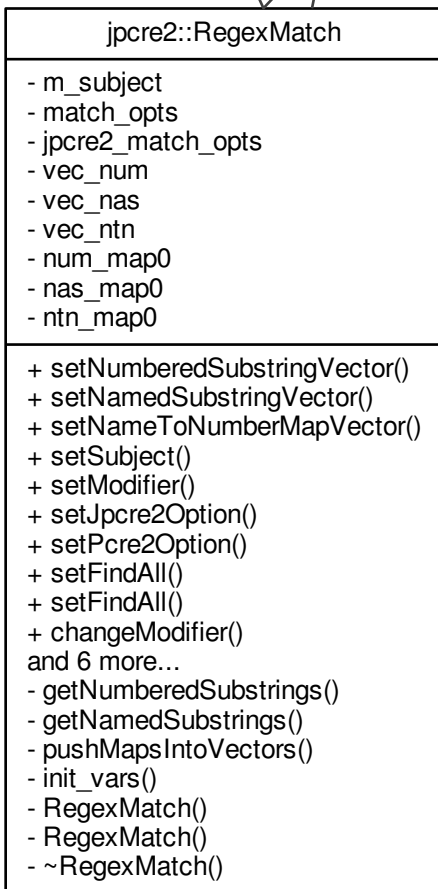 jpcre2::RegexMatch
- m_subject
- match_opts
- jpcre2_match_opts
- vec_num
- vec_nas
- vec_ntn
- num_map0
- nas_map0
- ntn_map0
+ setNumberedSubstringVector()
+ setNamedSubstringVector()
+ setNameToNumberMapVector()
+ setSubject()
+ setModifier()
+ setJpcre2Option()
+ setPcre2Option()
+ setFindAll()
+ setFindAll()
+ changeModifier()
and 6 more...
- getNumberedSubstrings()
- getNamedSubstrings()
- pushMapsIntoVectors()
- init_vars()
- RegexMatch()
- RegexMatch()
- ~RegexMatch()